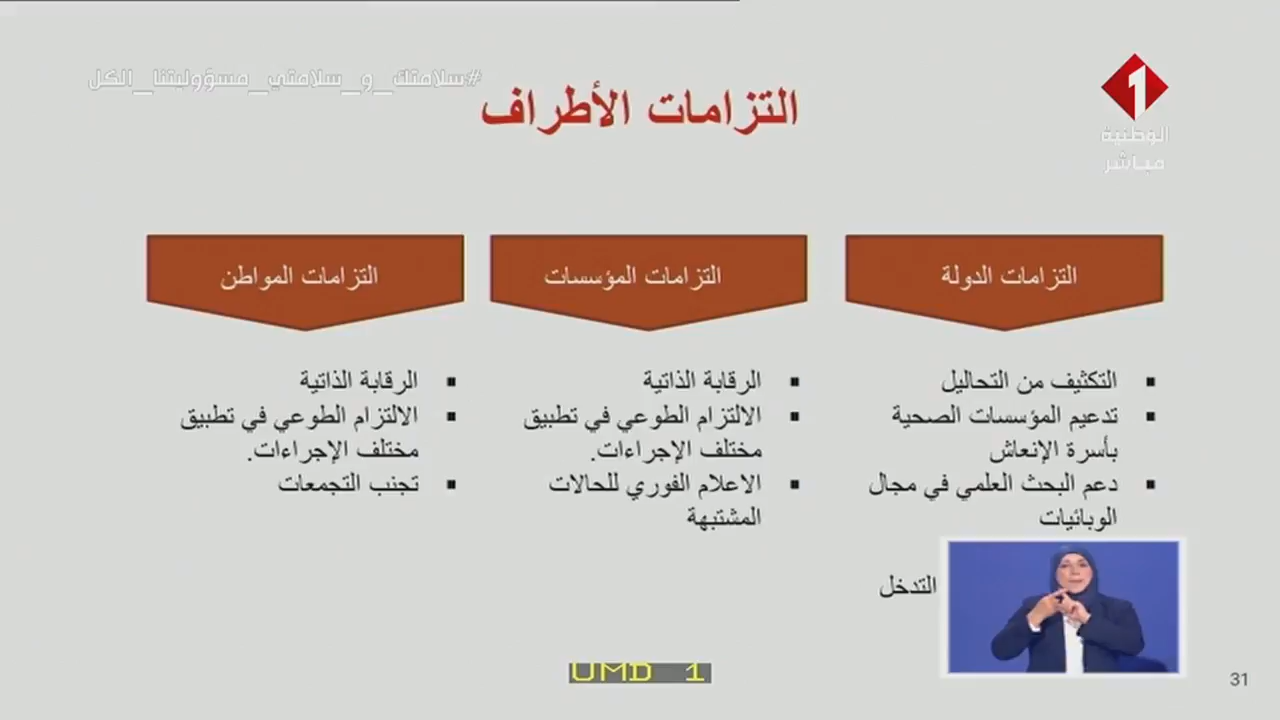 #سلامتك_و_سلامتي_مسؤوليتنا_الكل
الوطنية
مباشر
التزامات الأطراف
التزامات الدولة
التكثيف من التحاليل
تدعيم المؤسسات الصحية
بأسرة الإنعاش
دعم البحث العلمي في مجال
الوبائيات
التدخل
التزامات المؤسسات
الرقابة الذاتية
الالتزام الطوعي في تطبيق
مختلف الإجراءات.
الاعلام الفوري للحالات
المشتبهة
التزامات المواطن
الرقابة الذاتية
الالتزام الطوعي في تطبيق
مختلف الإجراءات.
تجنب التجمعات
UMD 1
31